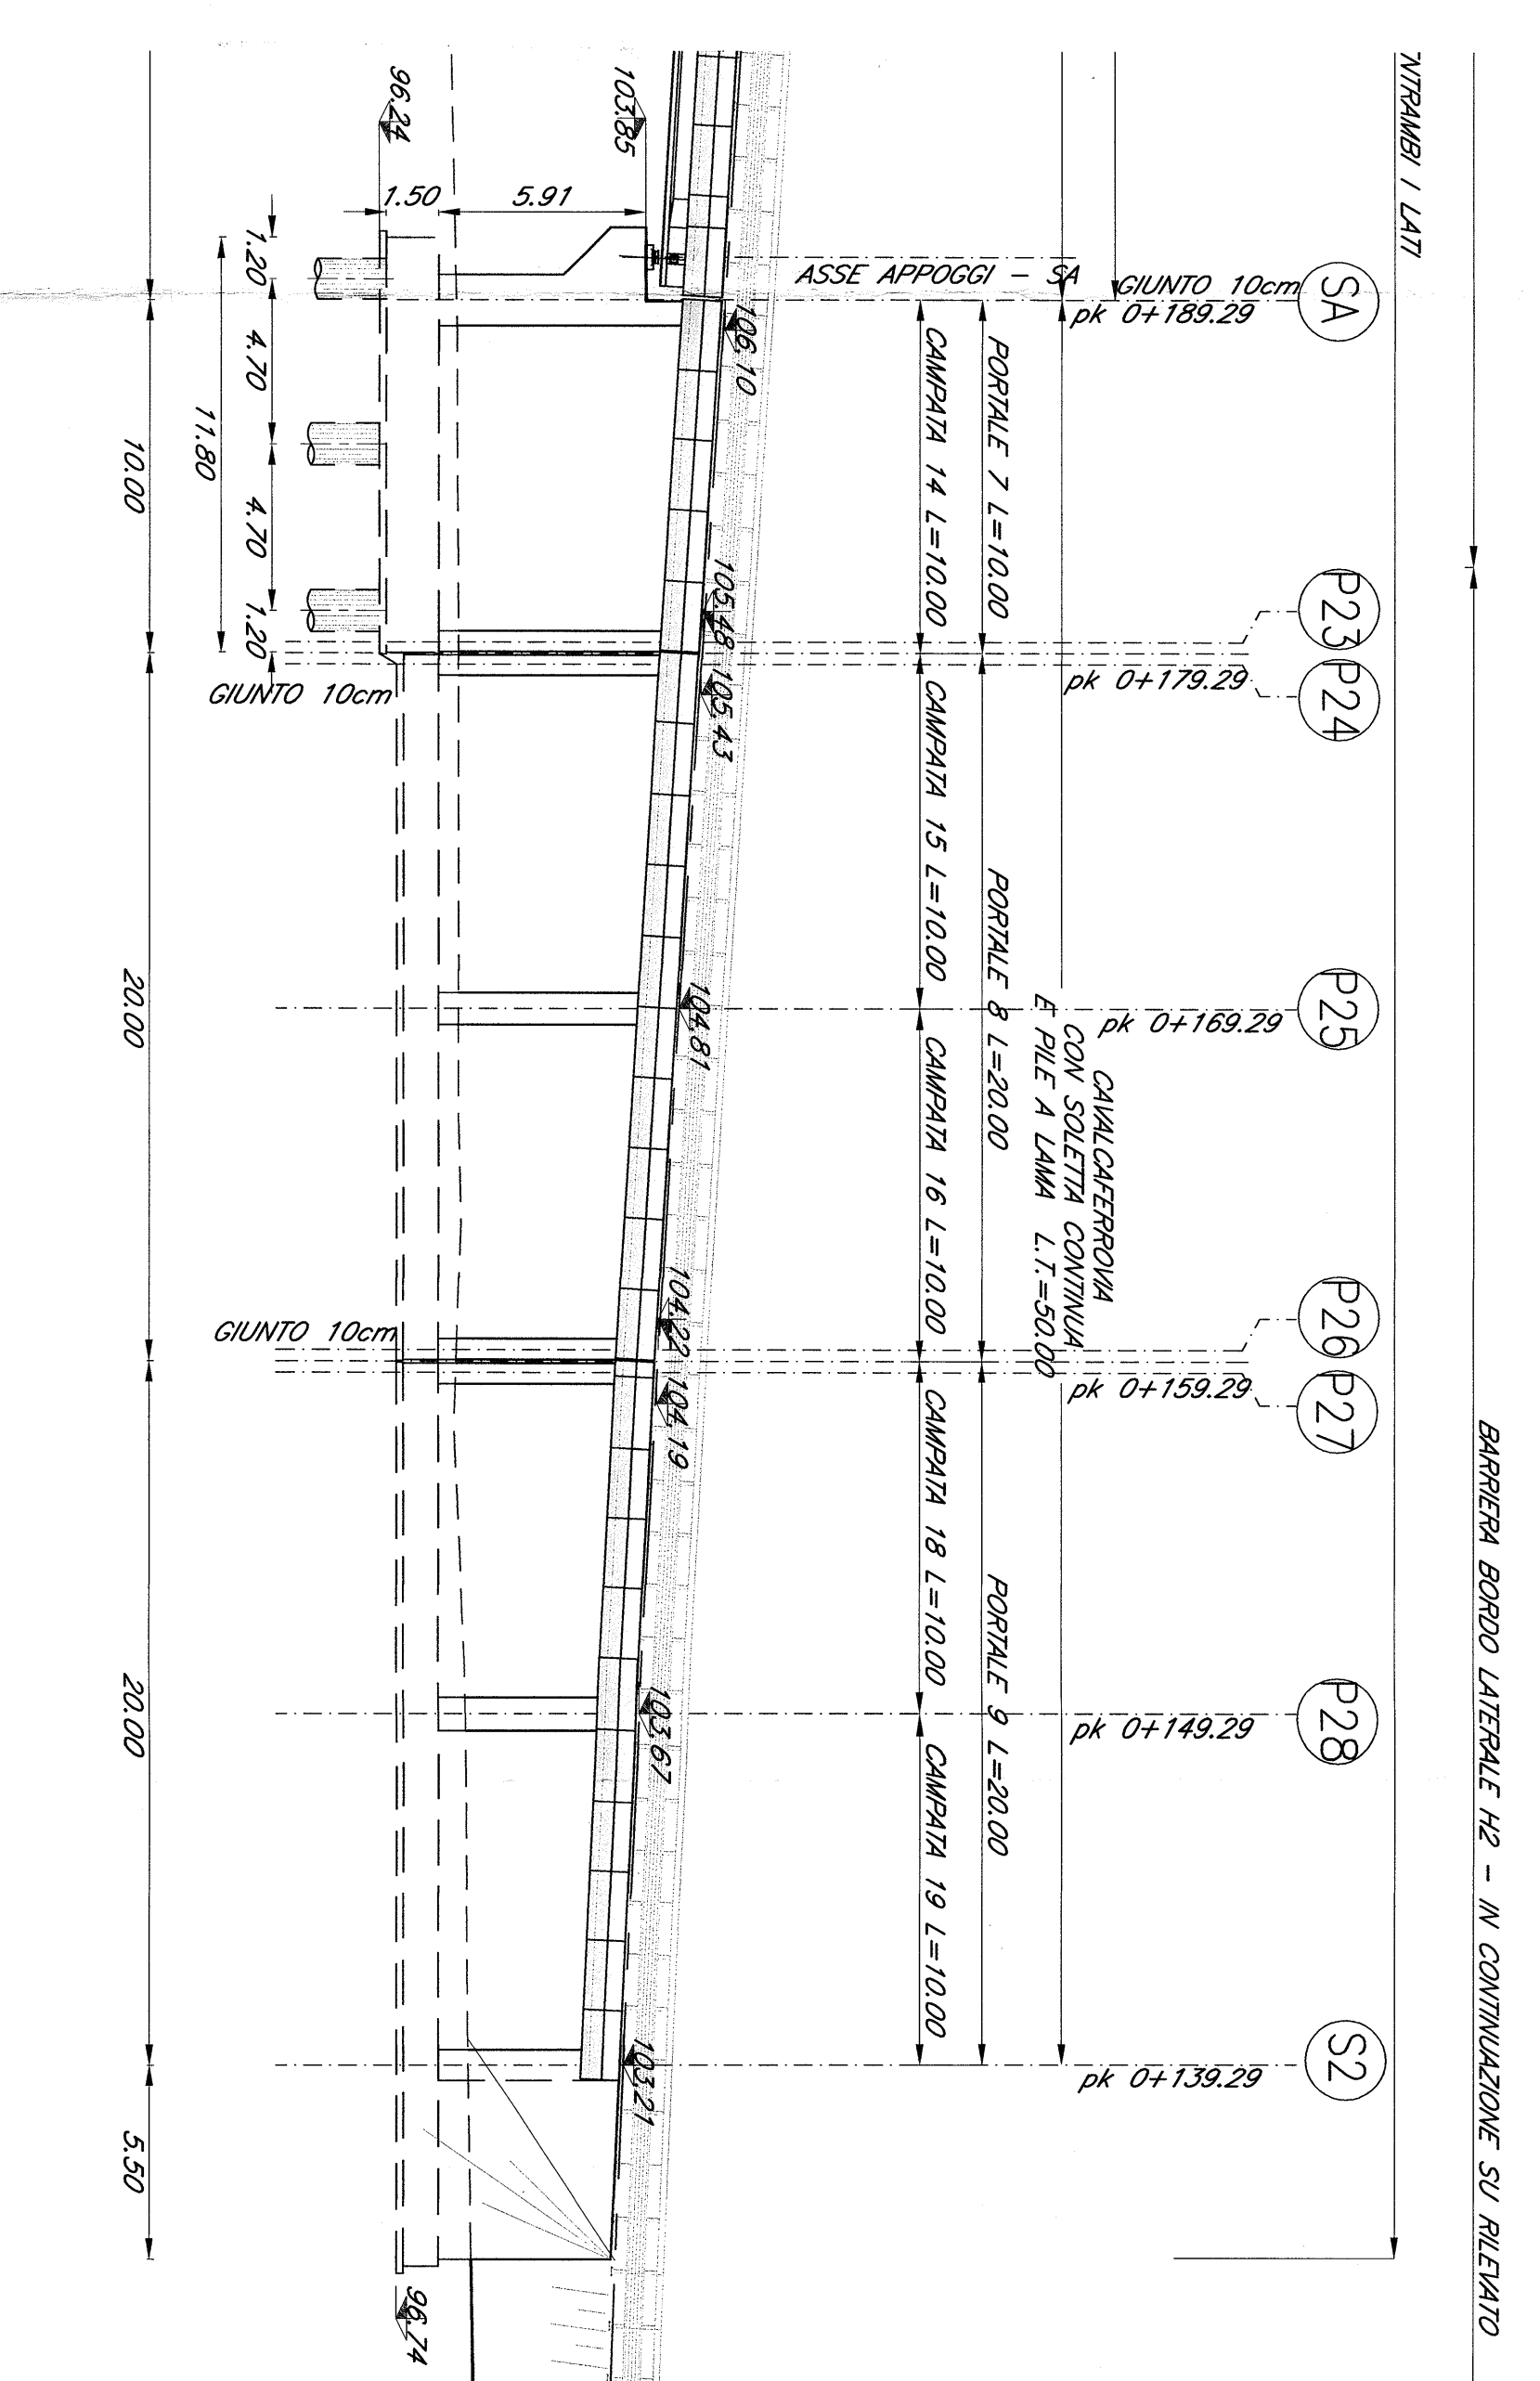 BARRIERA BORDO LATERALE H2 - IN CONTINUAZIONE SU RILEVATO
NTRAMBI I LATI
SA
P23
P24
P25
P26
P27
P28
S2
GIUNTO 10cm
pk 0+189.29
pk 0+179.29
pk 0+169.29
pk 0+159.29
pk 0+149.29
pk 0+139.29
ASSE APPOGGI - SA
CAVALCAFERROVIA
CON SOLETTA CONTINUA
E PILE A LAMA L.T.=50.00
PORTALE 7 L=10.00
PORTALE 8 L=20.00
PORTALE 9 L=20.00
CAMPATA 14 L=10.00
CAMPATA 15 L=10.00
CAMPATA 16 L=10.00
CAMPATA 18 L=10.00
CAMPATA 19 L=10.00
106.10
105.48
105.43
104.81
104.22
104.19
103.67
103.21
103.85
5.91
1.50
96.24
96.74
GIUNTO 10cm
GIUNTO 10cm
1.20
4.70
4.70
1.20
11.80
10.00
20.00
20.00
5.50